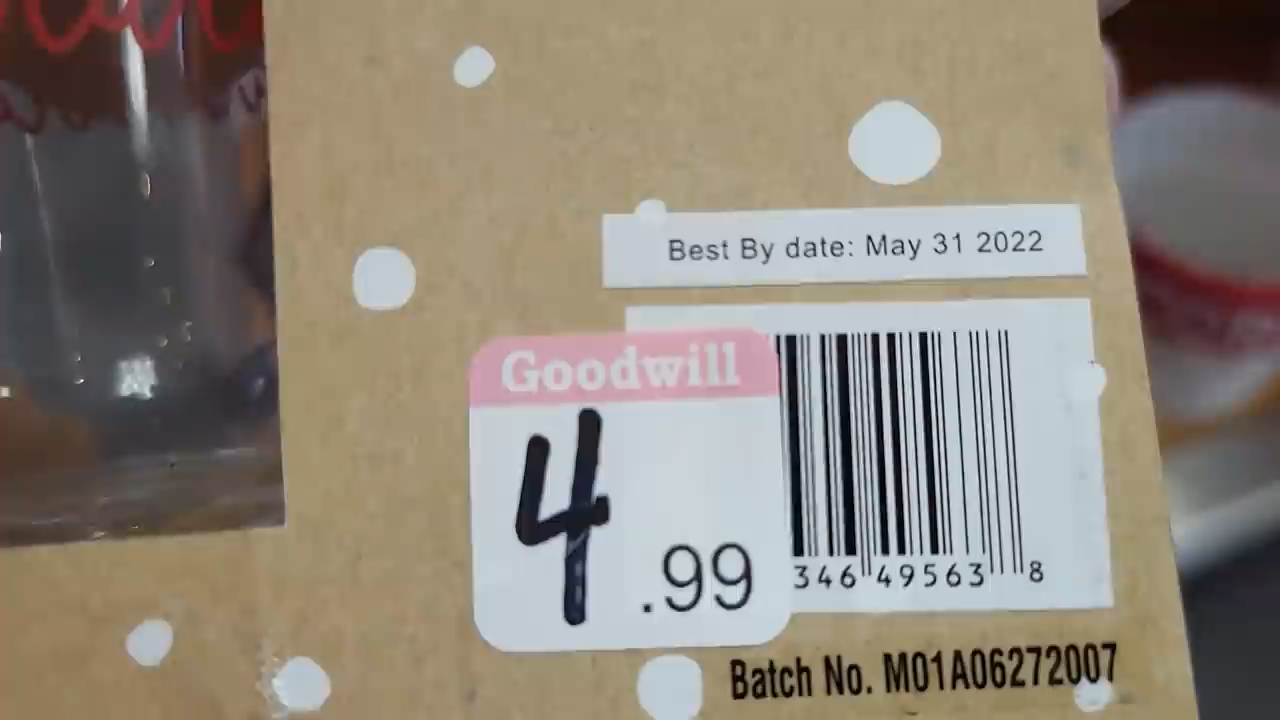 Best By date: May 31 2022
Goodwill
4.99
346 49563 8
Batch No. M01A06272007